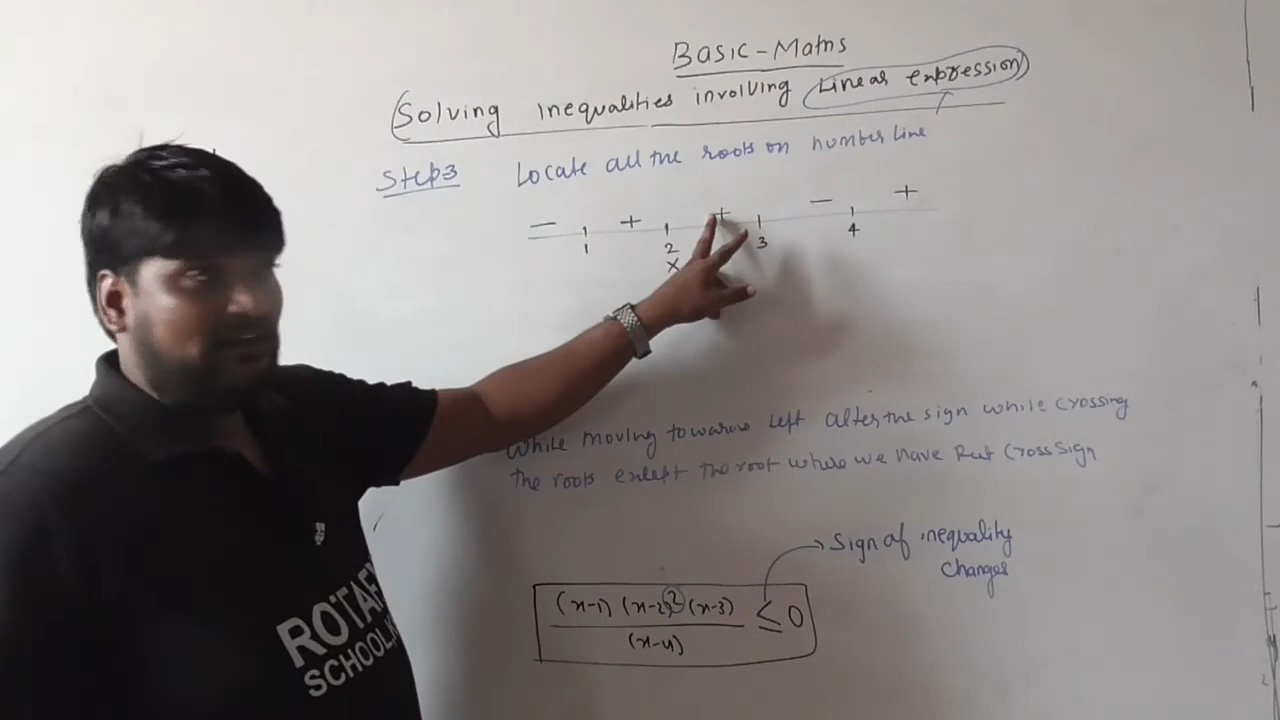 Basic-Maths
(Solving inequalities involving (Linear expression)
Step3 Locate all the roots on number line
− + + − +
1 2 3 4
X
While moving towards left alter the sign while crossing
the roots except the root where we have Put Cross Sign
Sign of inequality
changes
(x-1) (x-2)² (x-3) ≤ 0
(x-4)
ROTAF
SCHOOL.